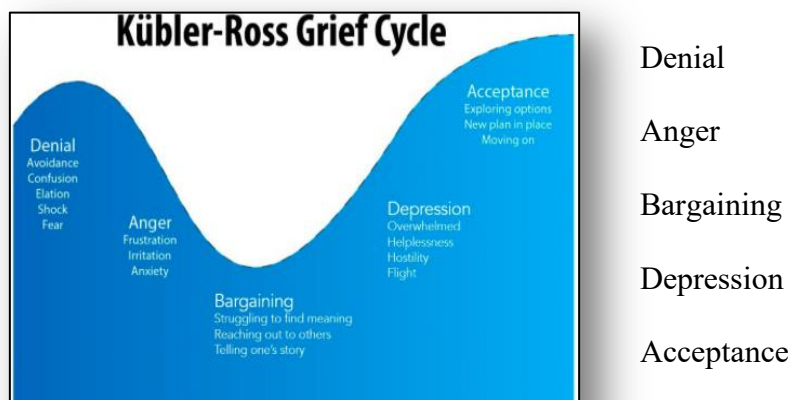 Kübler-Ross Grief Cycle
Denial
Avoidance
Confusion
Elation
Shock
Fear
Anger
Frustration
Irritation
Anxiety
Bargaining
Struggling to find meaning
Reaching out to others
Telling one's story
Depression
Overwhelmed
Helplessness
Hostility
Flight
Acceptance
Exploring options
New plan in place
Moving on
Denial
Anger
Bargaining
Depression
Acceptance